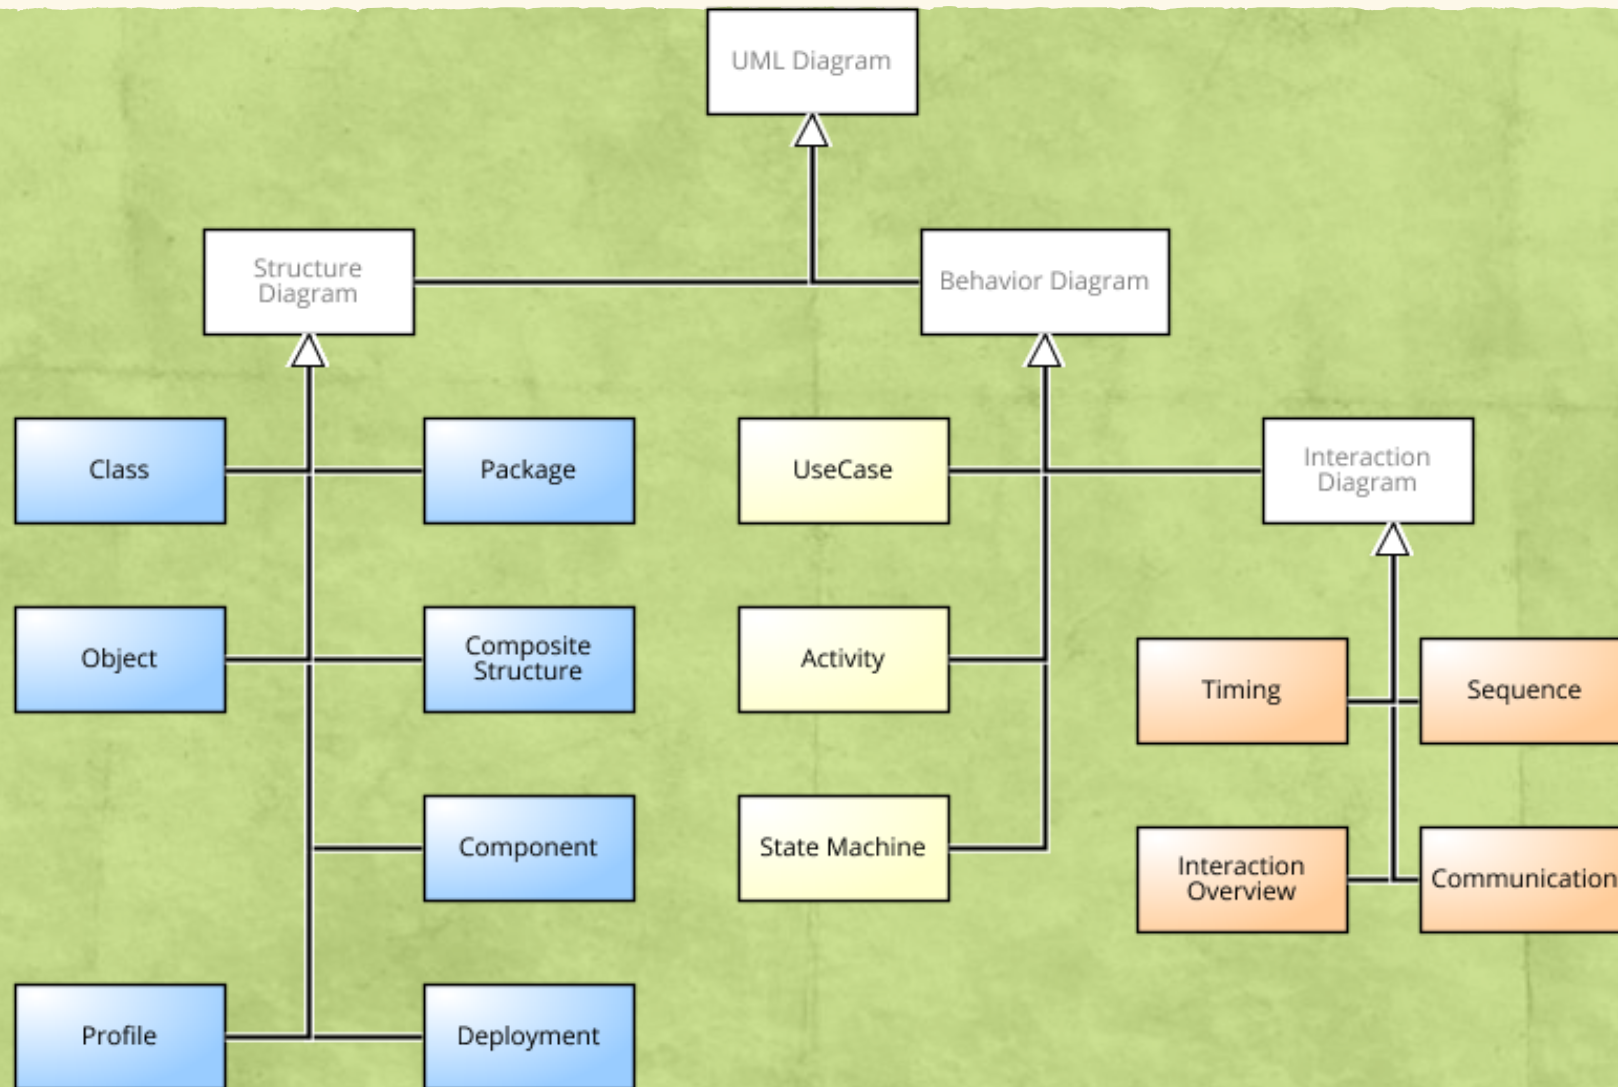 UML Diagram
Structure
Diagram
Behavior Diagram
Class
Package
UseCase
Interaction
Diagram
Object
Composite
Structure
Activity
Timing
Sequence
Component
State Machine
Interaction
Overview
Communication
Profile
Deployment